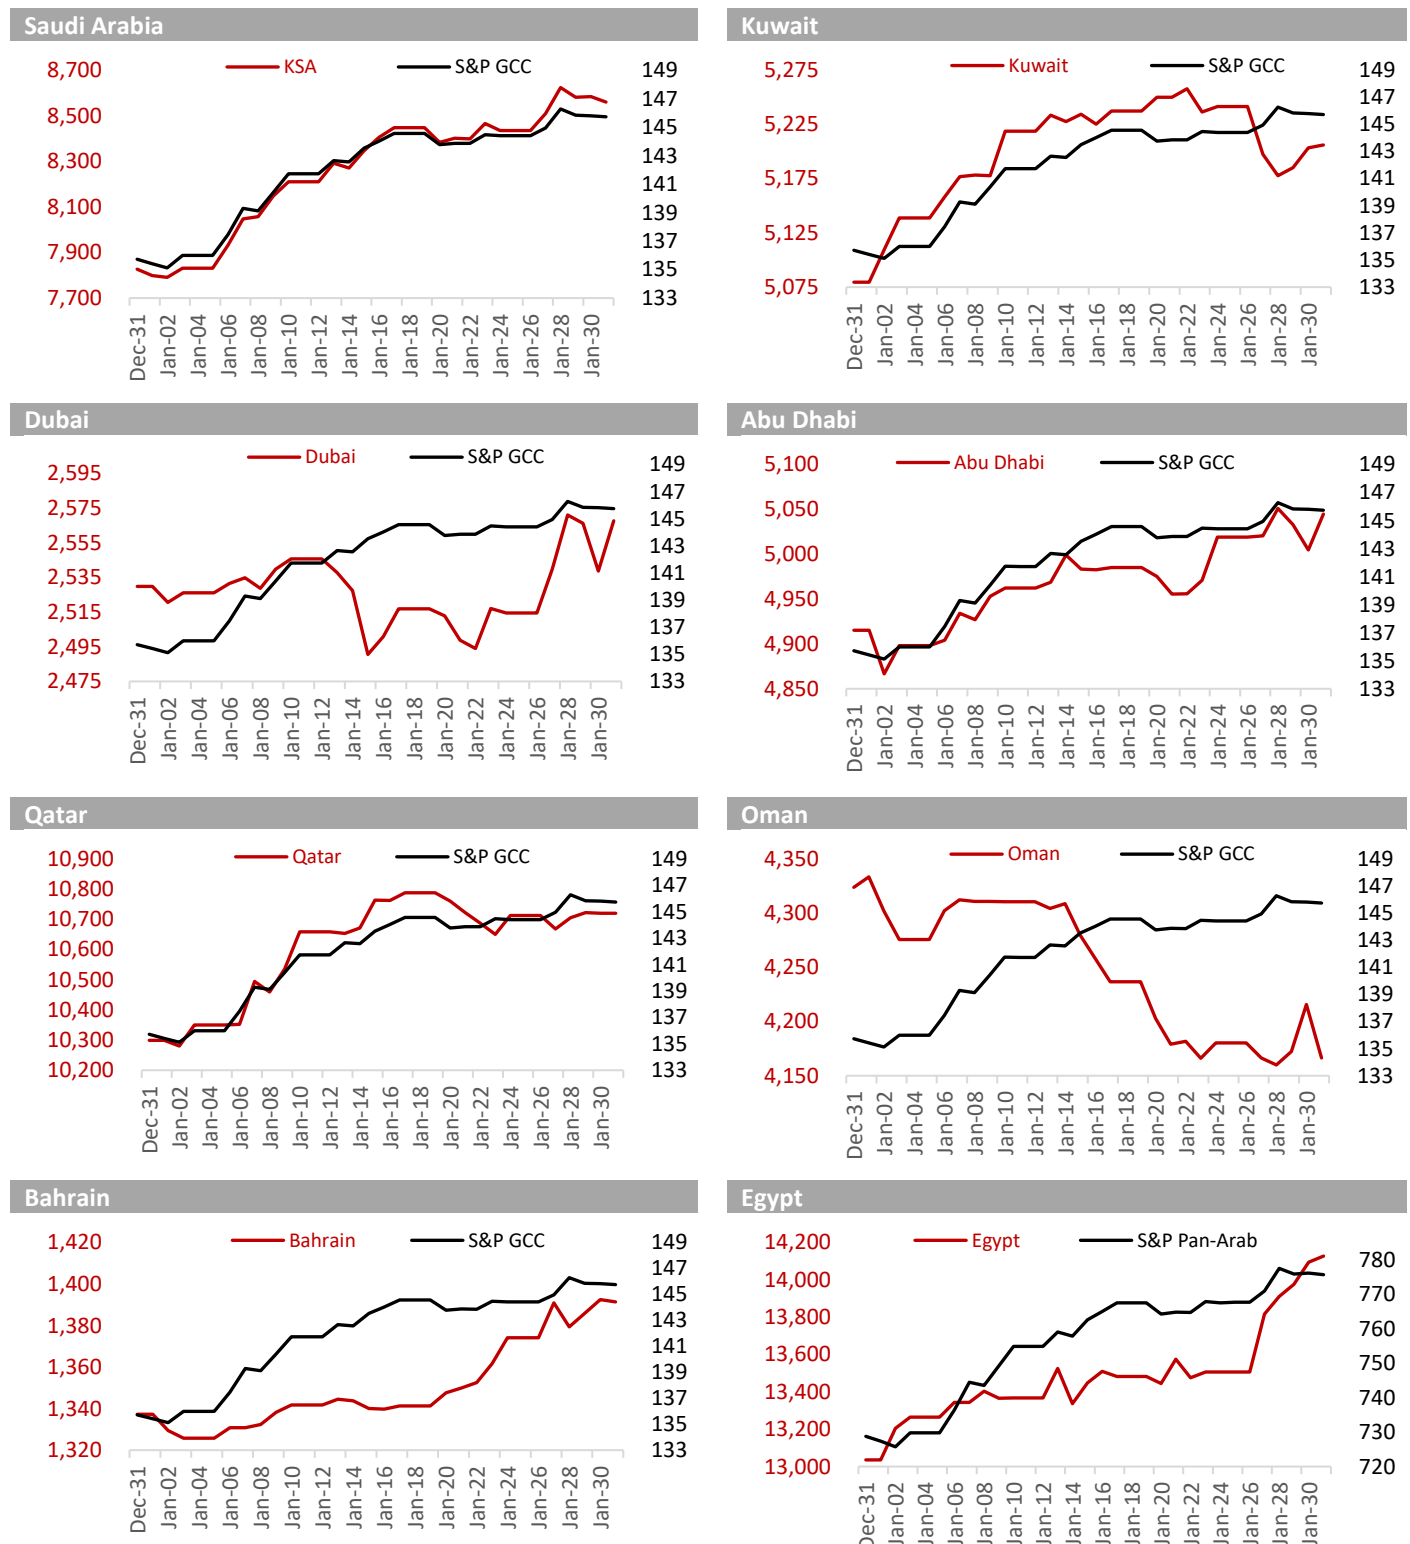 Saudi Arabia
KSA
S&P GCC
8,700
8,500
8,300
8,100
7,900
7,700
149
147
145
143
141
139
137
135
133
Dec-31
Jan-02
Jan-04
Jan-06
Jan-08
Jan-10
Jan-12
Jan-14
Jan-16
Jan-18
Jan-20
Jan-22
Jan-24
Jan-26
Jan-28
Jan-30
Kuwait
Kuwait
S&P GCC
5,275
5,225
5,175
5,125
5,075
149
147
145
143
141
139
137
135
133
Dec-31
Jan-02
Jan-04
Jan-06
Jan-08
Jan-10
Jan-12
Jan-14
Jan-16
Jan-18
Jan-20
Jan-22
Jan-24
Jan-26
Jan-28
Jan-30
Dubai
Dubai
S&P GCC
2,595
2,575
2,555
2,535
2,515
2,495
2,475
149
147
145
143
141
139
137
135
133
Dec-31
Jan-02
Jan-04
Jan-06
Jan-08
Jan-10
Jan-12
Jan-14
Jan-16
Jan-18
Jan-20
Jan-22
Jan-24
Jan-26
Jan-28
Jan-30
Abu Dhabi
Abu Dhabi
S&P GCC
5,100
5,050
5,000
4,950
4,900
4,850
149
147
145
143
141
139
137
135
133
Dec-31
Jan-02
Jan-04
Jan-06
Jan-08
Jan-10
Jan-12
Jan-14
Jan-16
Jan-18
Jan-20
Jan-22
Jan-24
Jan-26
Jan-28
Jan-30
Qatar
Qatar
S&P GCC
10,900
10,800
10,700
10,600
10,500
10,400
10,300
10,200
149
147
145
143
141
139
137
135
133
Dec-31
Jan-02
Jan-04
Jan-06
Jan-08
Jan-10
Jan-12
Jan-14
Jan-16
Jan-18
Jan-20
Jan-22
Jan-24
Jan-26
Jan-28
Jan-30
Oman
Oman
S&P GCC
4,350
4,300
4,250
4,200
4,150
149
147
145
143
141
139
137
135
133
Dec-31
Jan-02
Jan-04
Jan-06
Jan-08
Jan-10
Jan-12
Jan-14
Jan-16
Jan-18
Jan-20
Jan-22
Jan-24
Jan-26
Jan-28
Jan-30
Bahrain
Bahrain
S&P GCC
1,420
1,400
1,380
1,360
1,340
1,320
149
147
145
143
141
139
137
135
133
Dec-31
Jan-02
Jan-04
Jan-06
Jan-08
Jan-10
Jan-12
Jan-14
Jan-16
Jan-18
Jan-20
Jan-22
Jan-24
Jan-26
Jan-28
Jan-30
Egypt
Egypt
S&P Pan-Arab
14,200
14,000
13,800
13,600
13,400
13,200
13,000
780
770
760
750
740
730
720
Dec-31
Jan-02
Jan-04
Jan-06
Jan-08
Jan-10
Jan-12
Jan-14
Jan-16
Jan-18
Jan-20
Jan-22
Jan-24
Jan-26
Jan-28
Jan-30